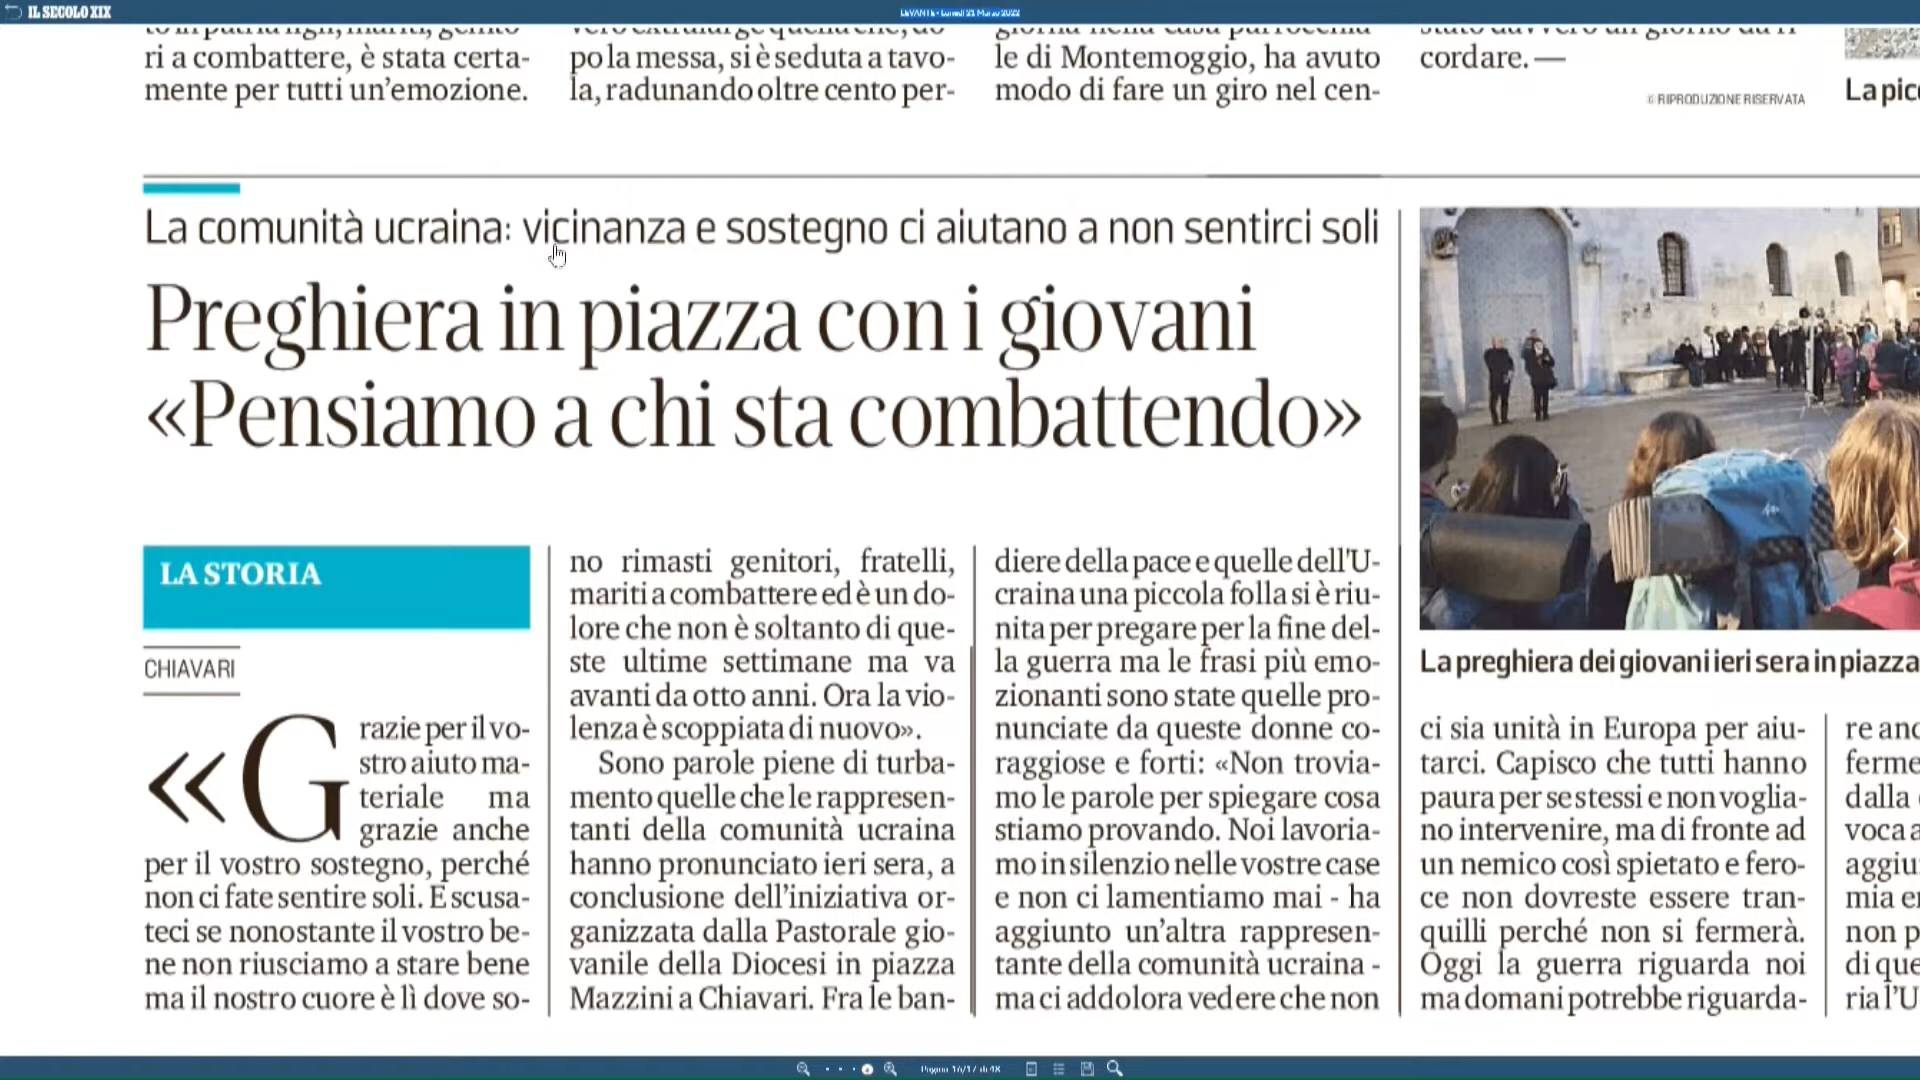 IL SECOLO XIX
LEVANTE - Lunedì 21 Marzo 2022
ri a combattere, è stata certa-
mente per tutti un'emozione.
po la messa, si è seduta a tavo-
la, radunando oltre cento per-
le di Montemoggio, ha avuto
modo di fare un giro nel cen-
cordare. —
© RIPRODUZIONE RISERVATA
La comunità ucraina: vicinanza e sostegno ci aiutano a non sentirci soli
Preghiera in piazza con i giovani
«Pensiamo a chi sta combattendo»
LA STORIA
CHIAVARI
«Grazie per il vo-
stro aiuto ma-
teriale ma
grazie anche
per il vostro sostegno, perché
non ci fate sentire soli. E scusa-
teci se nonostante il vostro be-
ne non riusciamo a stare bene
ma il nostro cuore è lì dove so-
no rimasti genitori, fratelli,
mariti a combattere ed è un do-
lore che non è soltanto di que-
ste ultime settimane ma va
avanti da otto anni. Ora la vio-
lenza è scoppiata di nuovo».
Sono parole piene di turba-
mento quelle che le rappresen-
tanti della comunità ucraina
hanno pronunciato ieri sera, a
conclusione dell'iniziativa or-
ganizzata dalla Pastorale gio-
vanile della Diocesi in piazza
Mazzini a Chiavari. Fra le ban-
diere della pace e quelle dell'U-
craina una piccola folla si è riu-
nita per pregare per la fine del-
la guerra ma le frasi più emo-
zionanti sono state quelle pro-
nunciate da queste donne co-
raggiose e forti: «Non trovia-
mo le parole per spiegare cosa
stiamo provando. Noi lavoria-
mo in silenzio nelle vostre case
e non ci lamentiamo mai - ha
aggiunto un'altra rappresen-
tante della comunità ucraina -
ma ci addolora vedere che non
La preghiera dei giovani ieri sera in piazza
ci sia unità in Europa per aiu-
tarci. Capisco che tutti hanno
paura per se stessi e non voglia-
no intervenire, ma di fronte ad
un nemico così spietato e fero-
ce non dovreste essere tran-
quilli perché non si fermerà.
Oggi la guerra riguarda noi
ma domani potrebbe riguarda-
Pagina 16/17 di 48